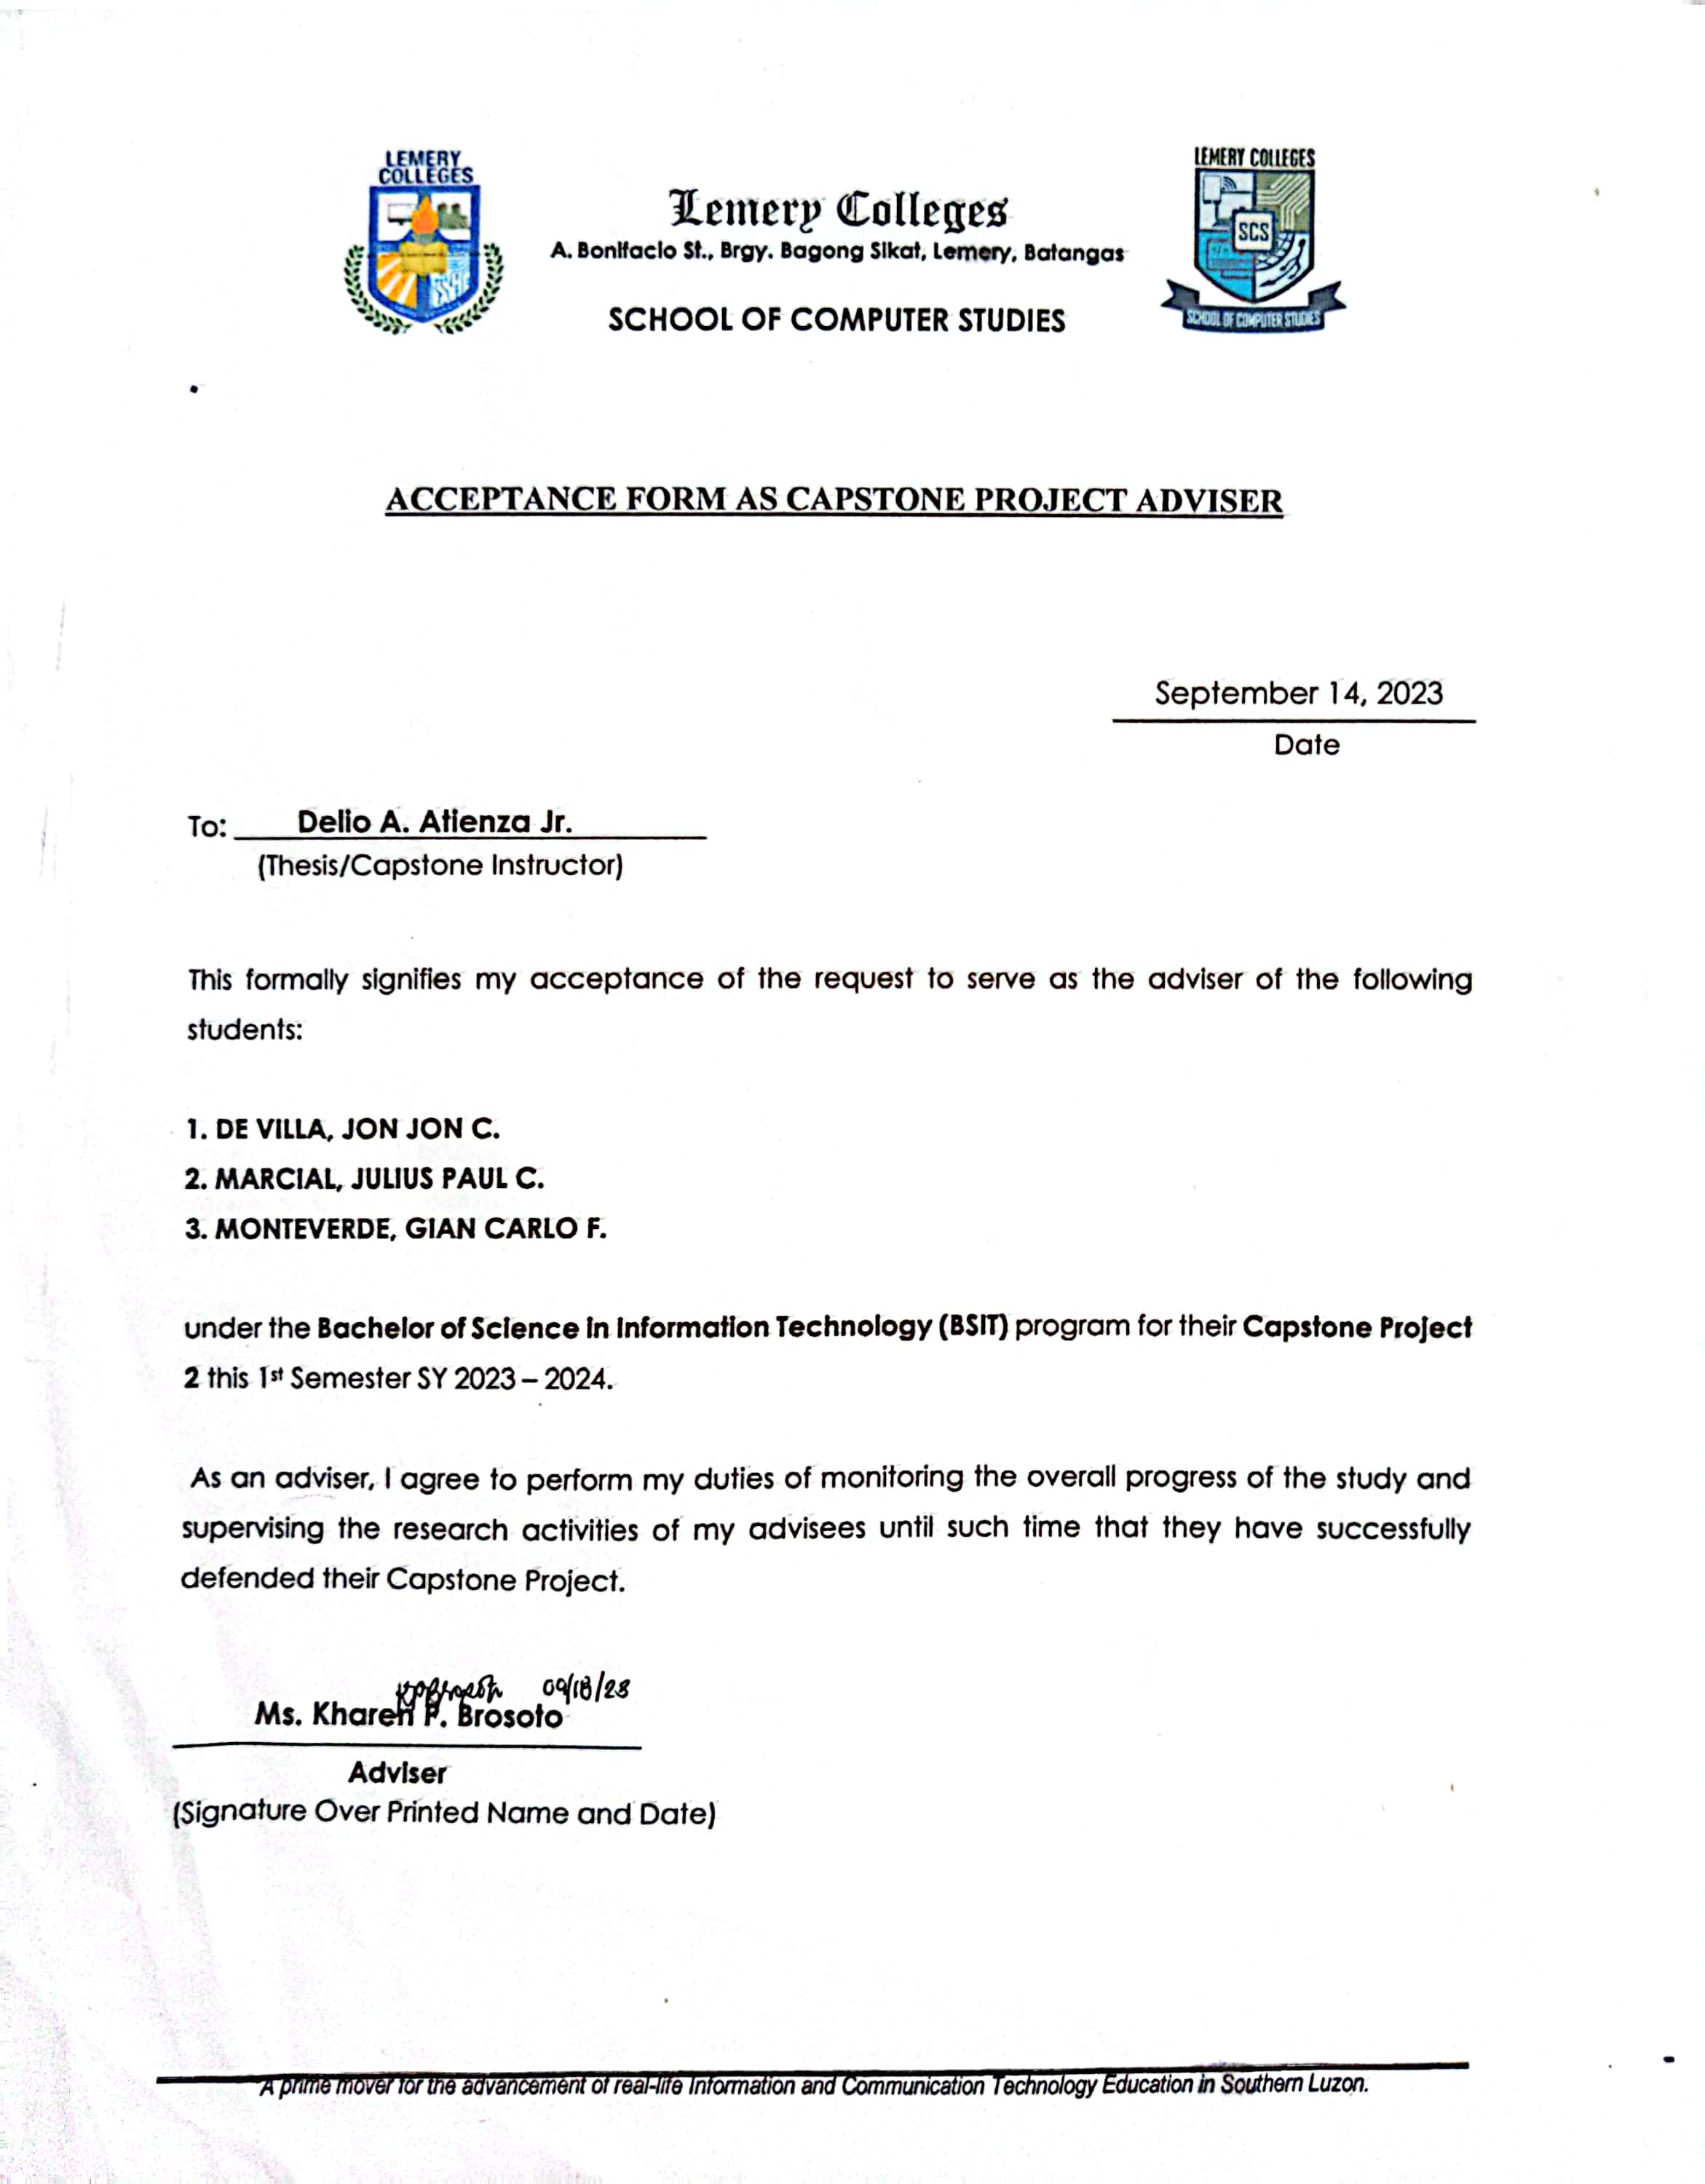 LEMERY
COLLEGES
Lemery Colleges
A. Bonifacio St., Brgy. Bagong Sikat, Lemery, Batangas
SCHOOL OF COMPUTER STUDIES
LEMERY COLLEGES
SCS
SCHOOL OF COMPUTER STUDIES
ACCEPTANCE FORM AS CAPSTONE PROJECT ADVISER
September 14, 2023
Date
To: Delio A. Atienza Jr.
(Thesis/Capstone Instructor)
This formally signifies my acceptance of the request to serve as the adviser of the following
students:
1. DE VILLA, JON JON C.
2. MARCIAL, JULIUS PAUL C.
3. MONTEVERDE, GIAN CARLO F.
under the Bachelor of Science in Information Technology (BSIT) program for their Capstone Project
2 this 1st Semester SY 2023 – 2024.
As an adviser, I agree to perform my duties of monitoring the overall progress of the study and
supervising the research activities of my advisees until such time that they have successfully
defended their Capstone Project.
Ms. Kharen P. Brosoto
Adviser
(Signature Over Printed Name and Date)
A prime mover for the advancement of real-life Information and Communication Technology Education in Southern Luzon.